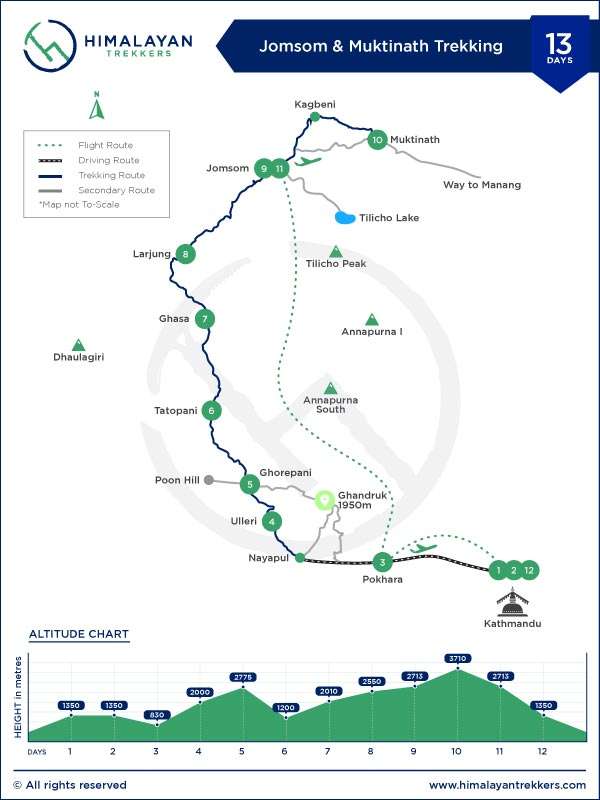 HIMALAYAN
TREKKERS
Jomsom & Muktinath Trekking
13
DAYS
N
Flight Route
Driving Route
Trekking Route
Secondary Route
*Map not To-Scale
Kagbeni
10
Muktinath
Jomsom
9
11
Way to Manang
Tilicho Lake
Larjung
8
Tilicho Peak
Ghasa
7
Annapurna I
Dhaulagiri
Annapurna
South
Tatopani
6
Poon Hill
5
Ghorepani
Ghandruk
1950m
Ulleri
4
Nayapul
3
Pokhara
1
2
12
Kathmandu
ALTITUDE CHART
HEIGHT in metres
1350
1350
830
2000
2775
1200
2010
2550
2713
3710
2713
1350
DAYS
1
2
3
4
5
6
7
8
9
10
11
12
© All rights reserved
www.himalayantrekkers.com